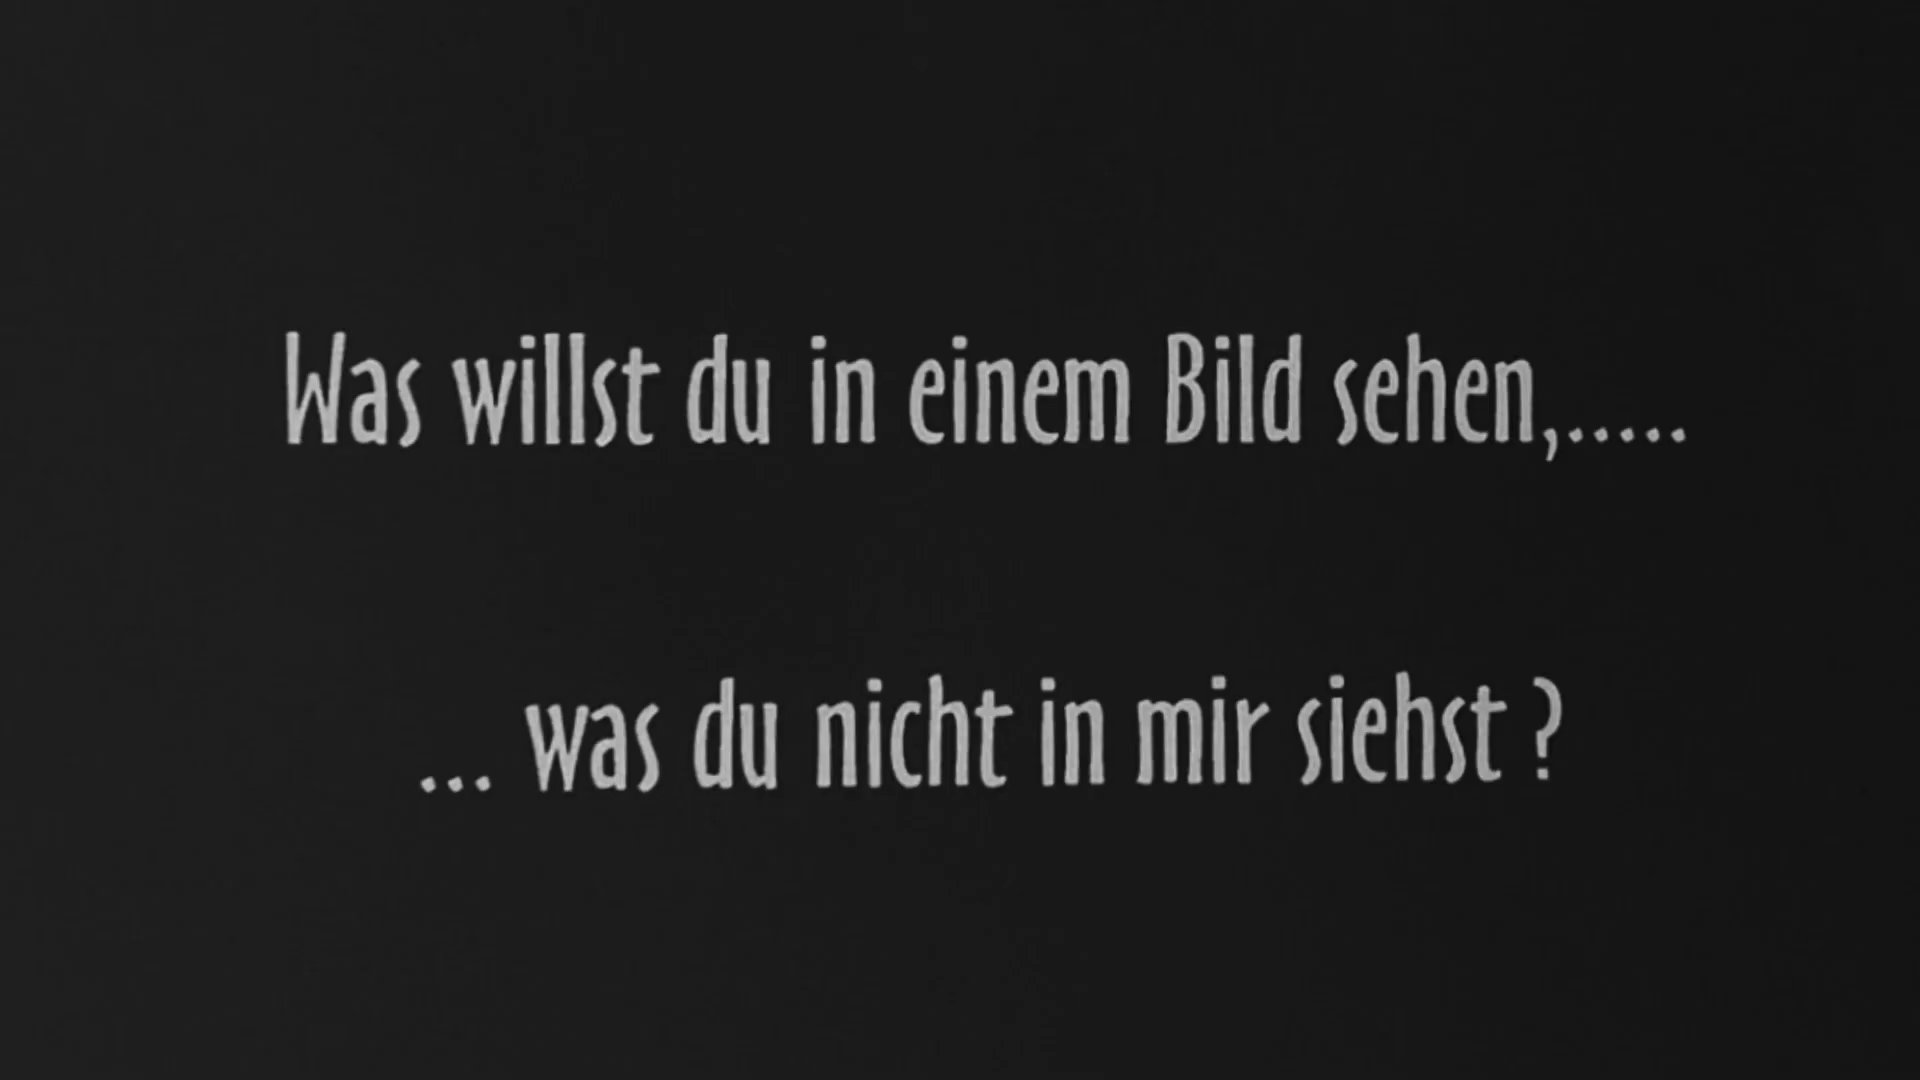 Was willst du in einem Bild sehen,.....
... was du nicht in mir siehst ?